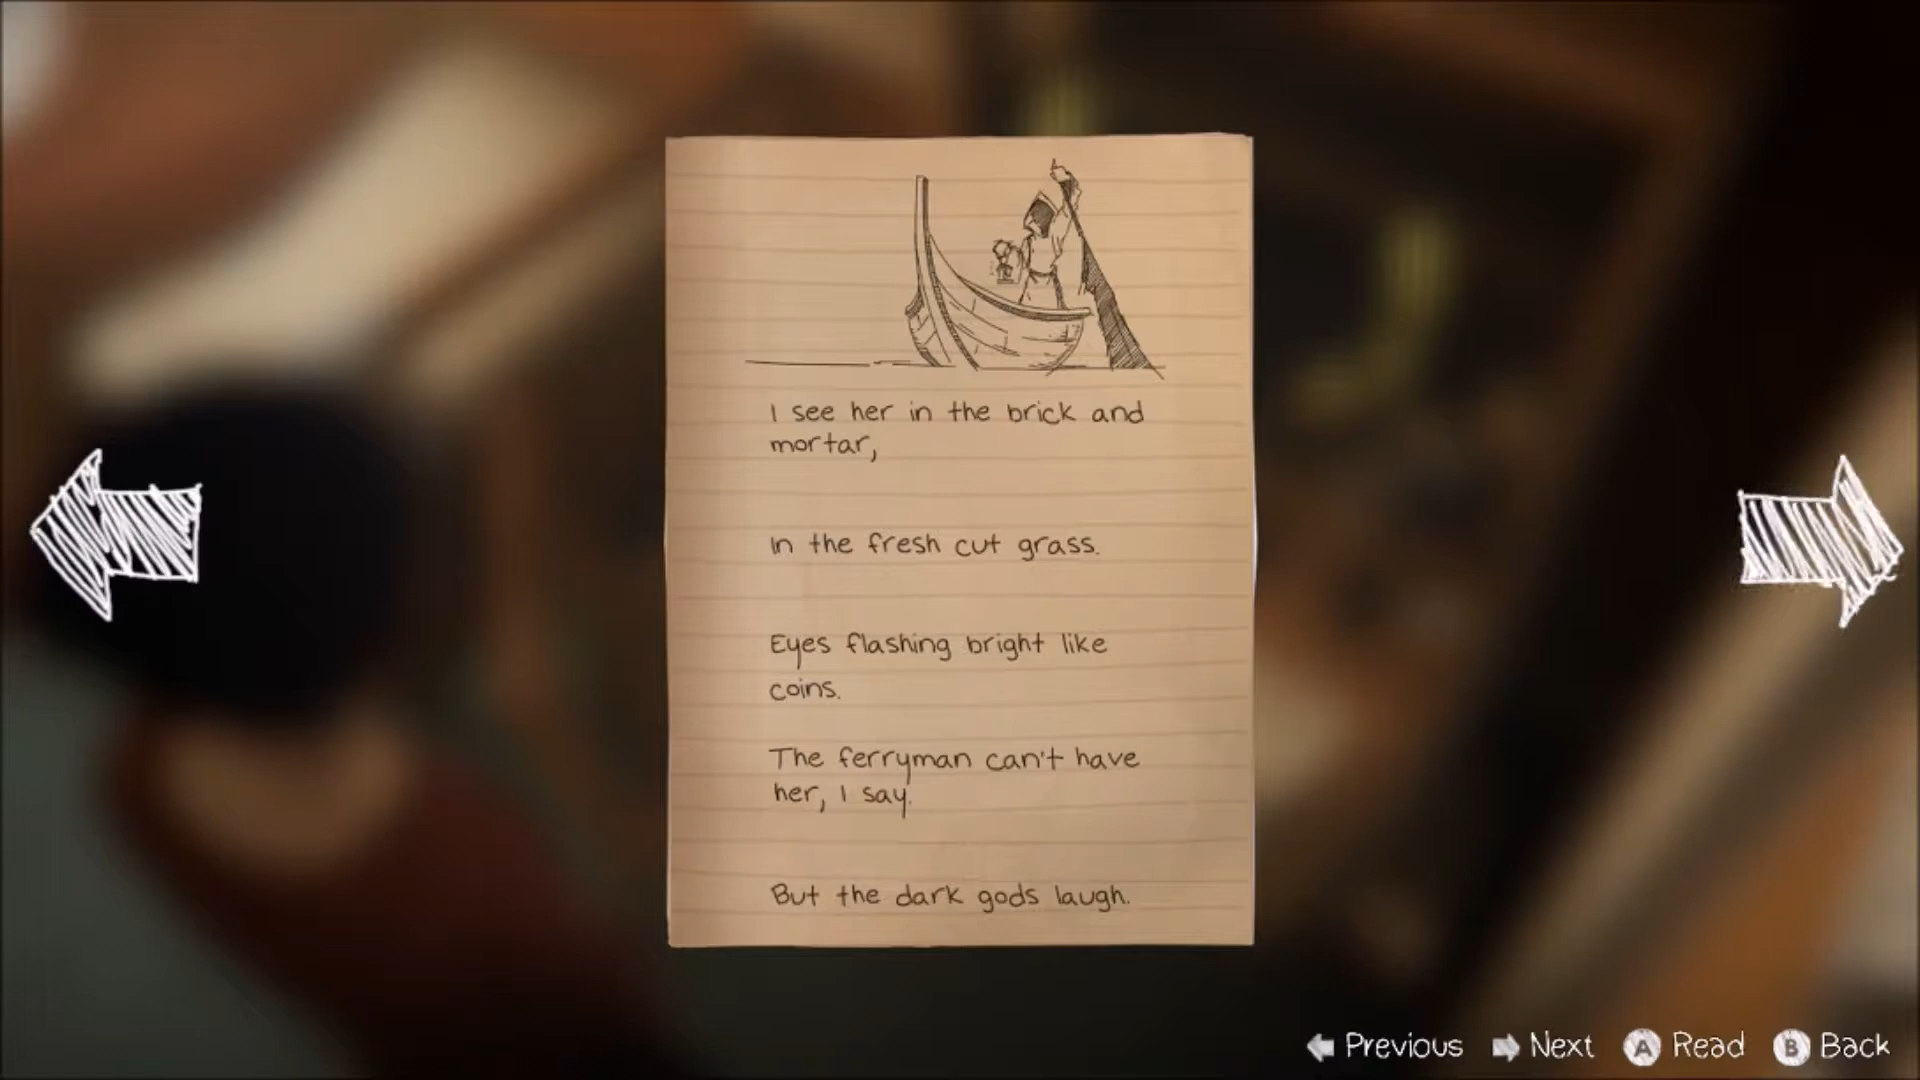 I see her in the brick and
mortar,
In the fresh cut grass.
Eyes flashing bright like
coins.
The ferryman can't have
her, I say.
But the dark gods laugh.
Previous Next A Read B Back